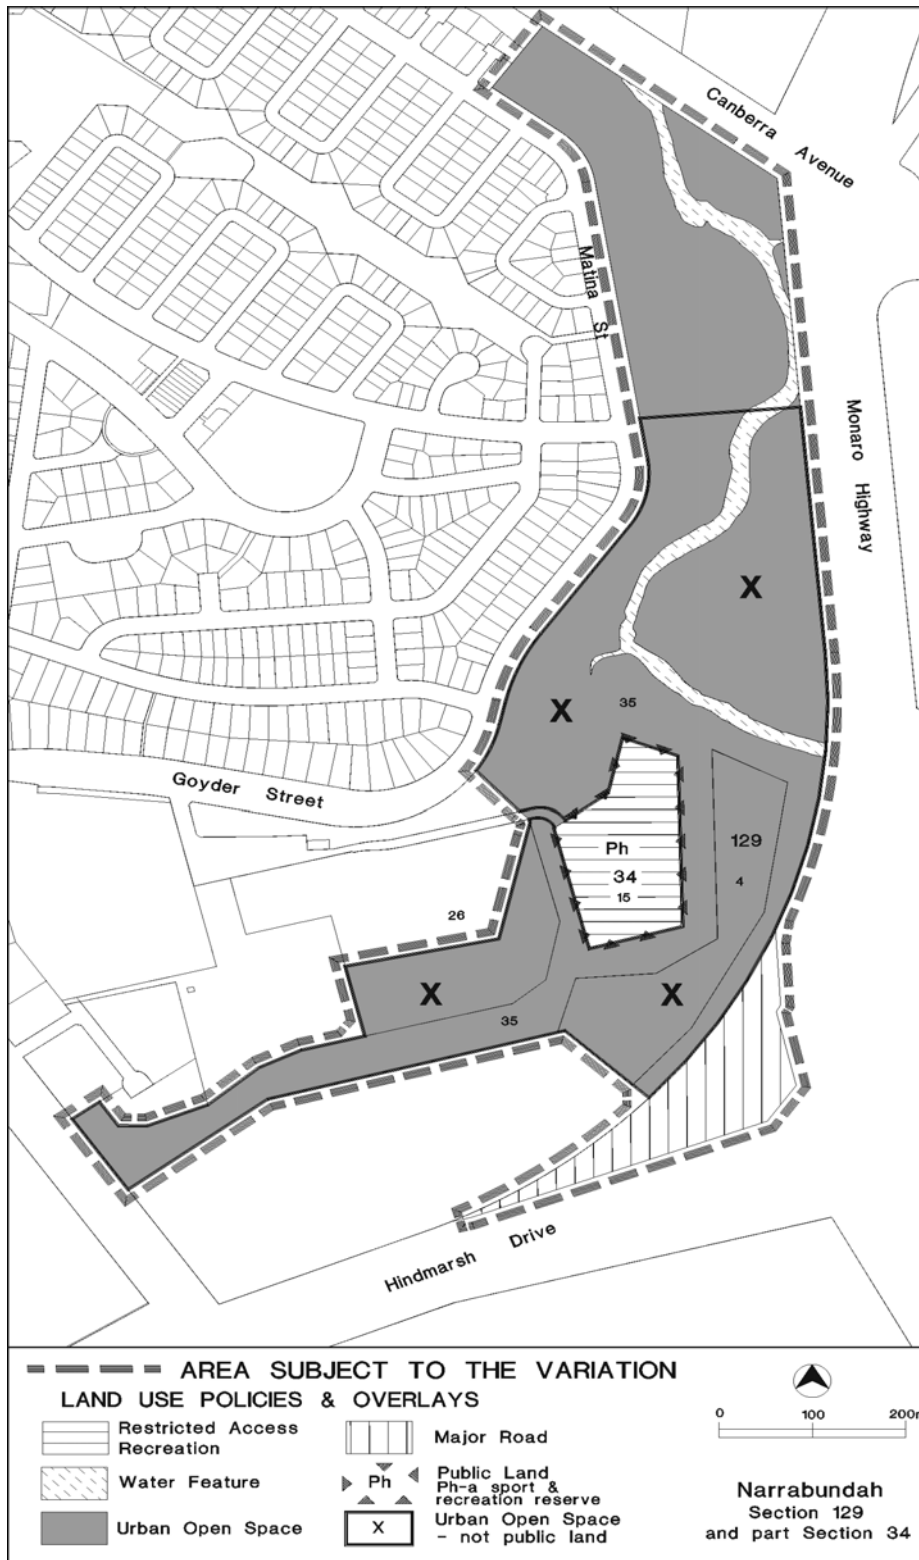 Canberra Avenue
Matina St
Monaro Highway
X
X
35
Goyder Street
Ph
34
15
129
4
26
X
X
35
Hindmarsh Drive
AREA SUBJECT TO THE VARIATION
LAND USE POLICIES & OVERLAYS
Restricted Access
Recreation
Major Road
0 100 200m
Water Feature
Ph
Public Land
Ph-a sport &
recreation reserve
Urban Open Space
X
Urban Open Space
- not public land
Narrabundah
Section 129
and part Section 34